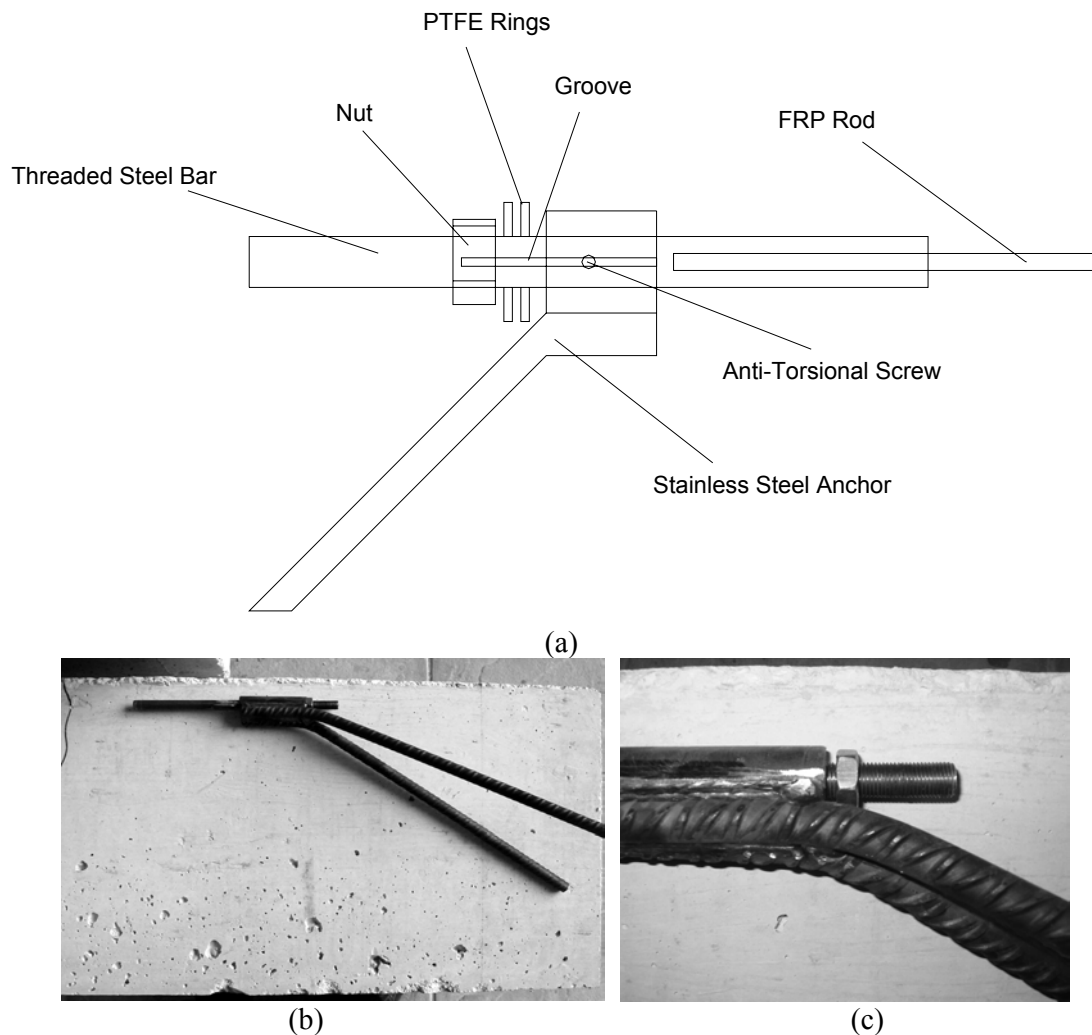 PTFE Rings
Groove
Nut
FRP Rod
Threaded Steel Bar
Anti-Torsional Screw
Stainless Steel Anchor
(a)
(b)
(c)